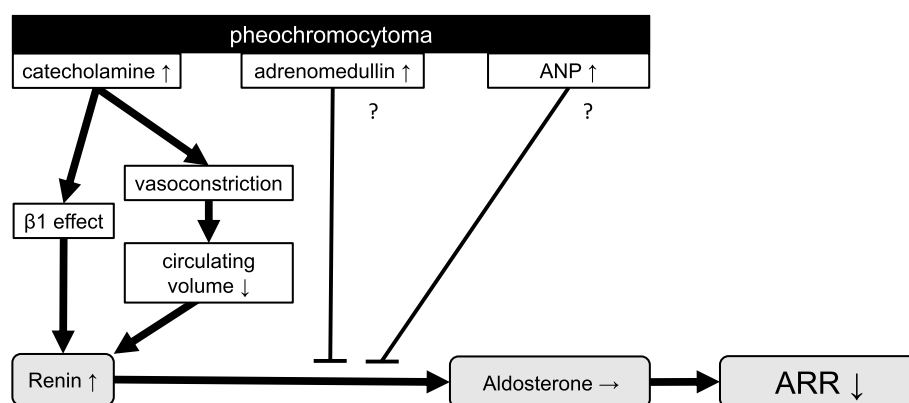 pheochromocytoma
catecholamine ↑
adrenomedullin ↑
ANP ↑
?
?
vasoconstriction
β1 effect
circulating
volume ↓
Renin ↑
Aldosterone →
ARR ↓